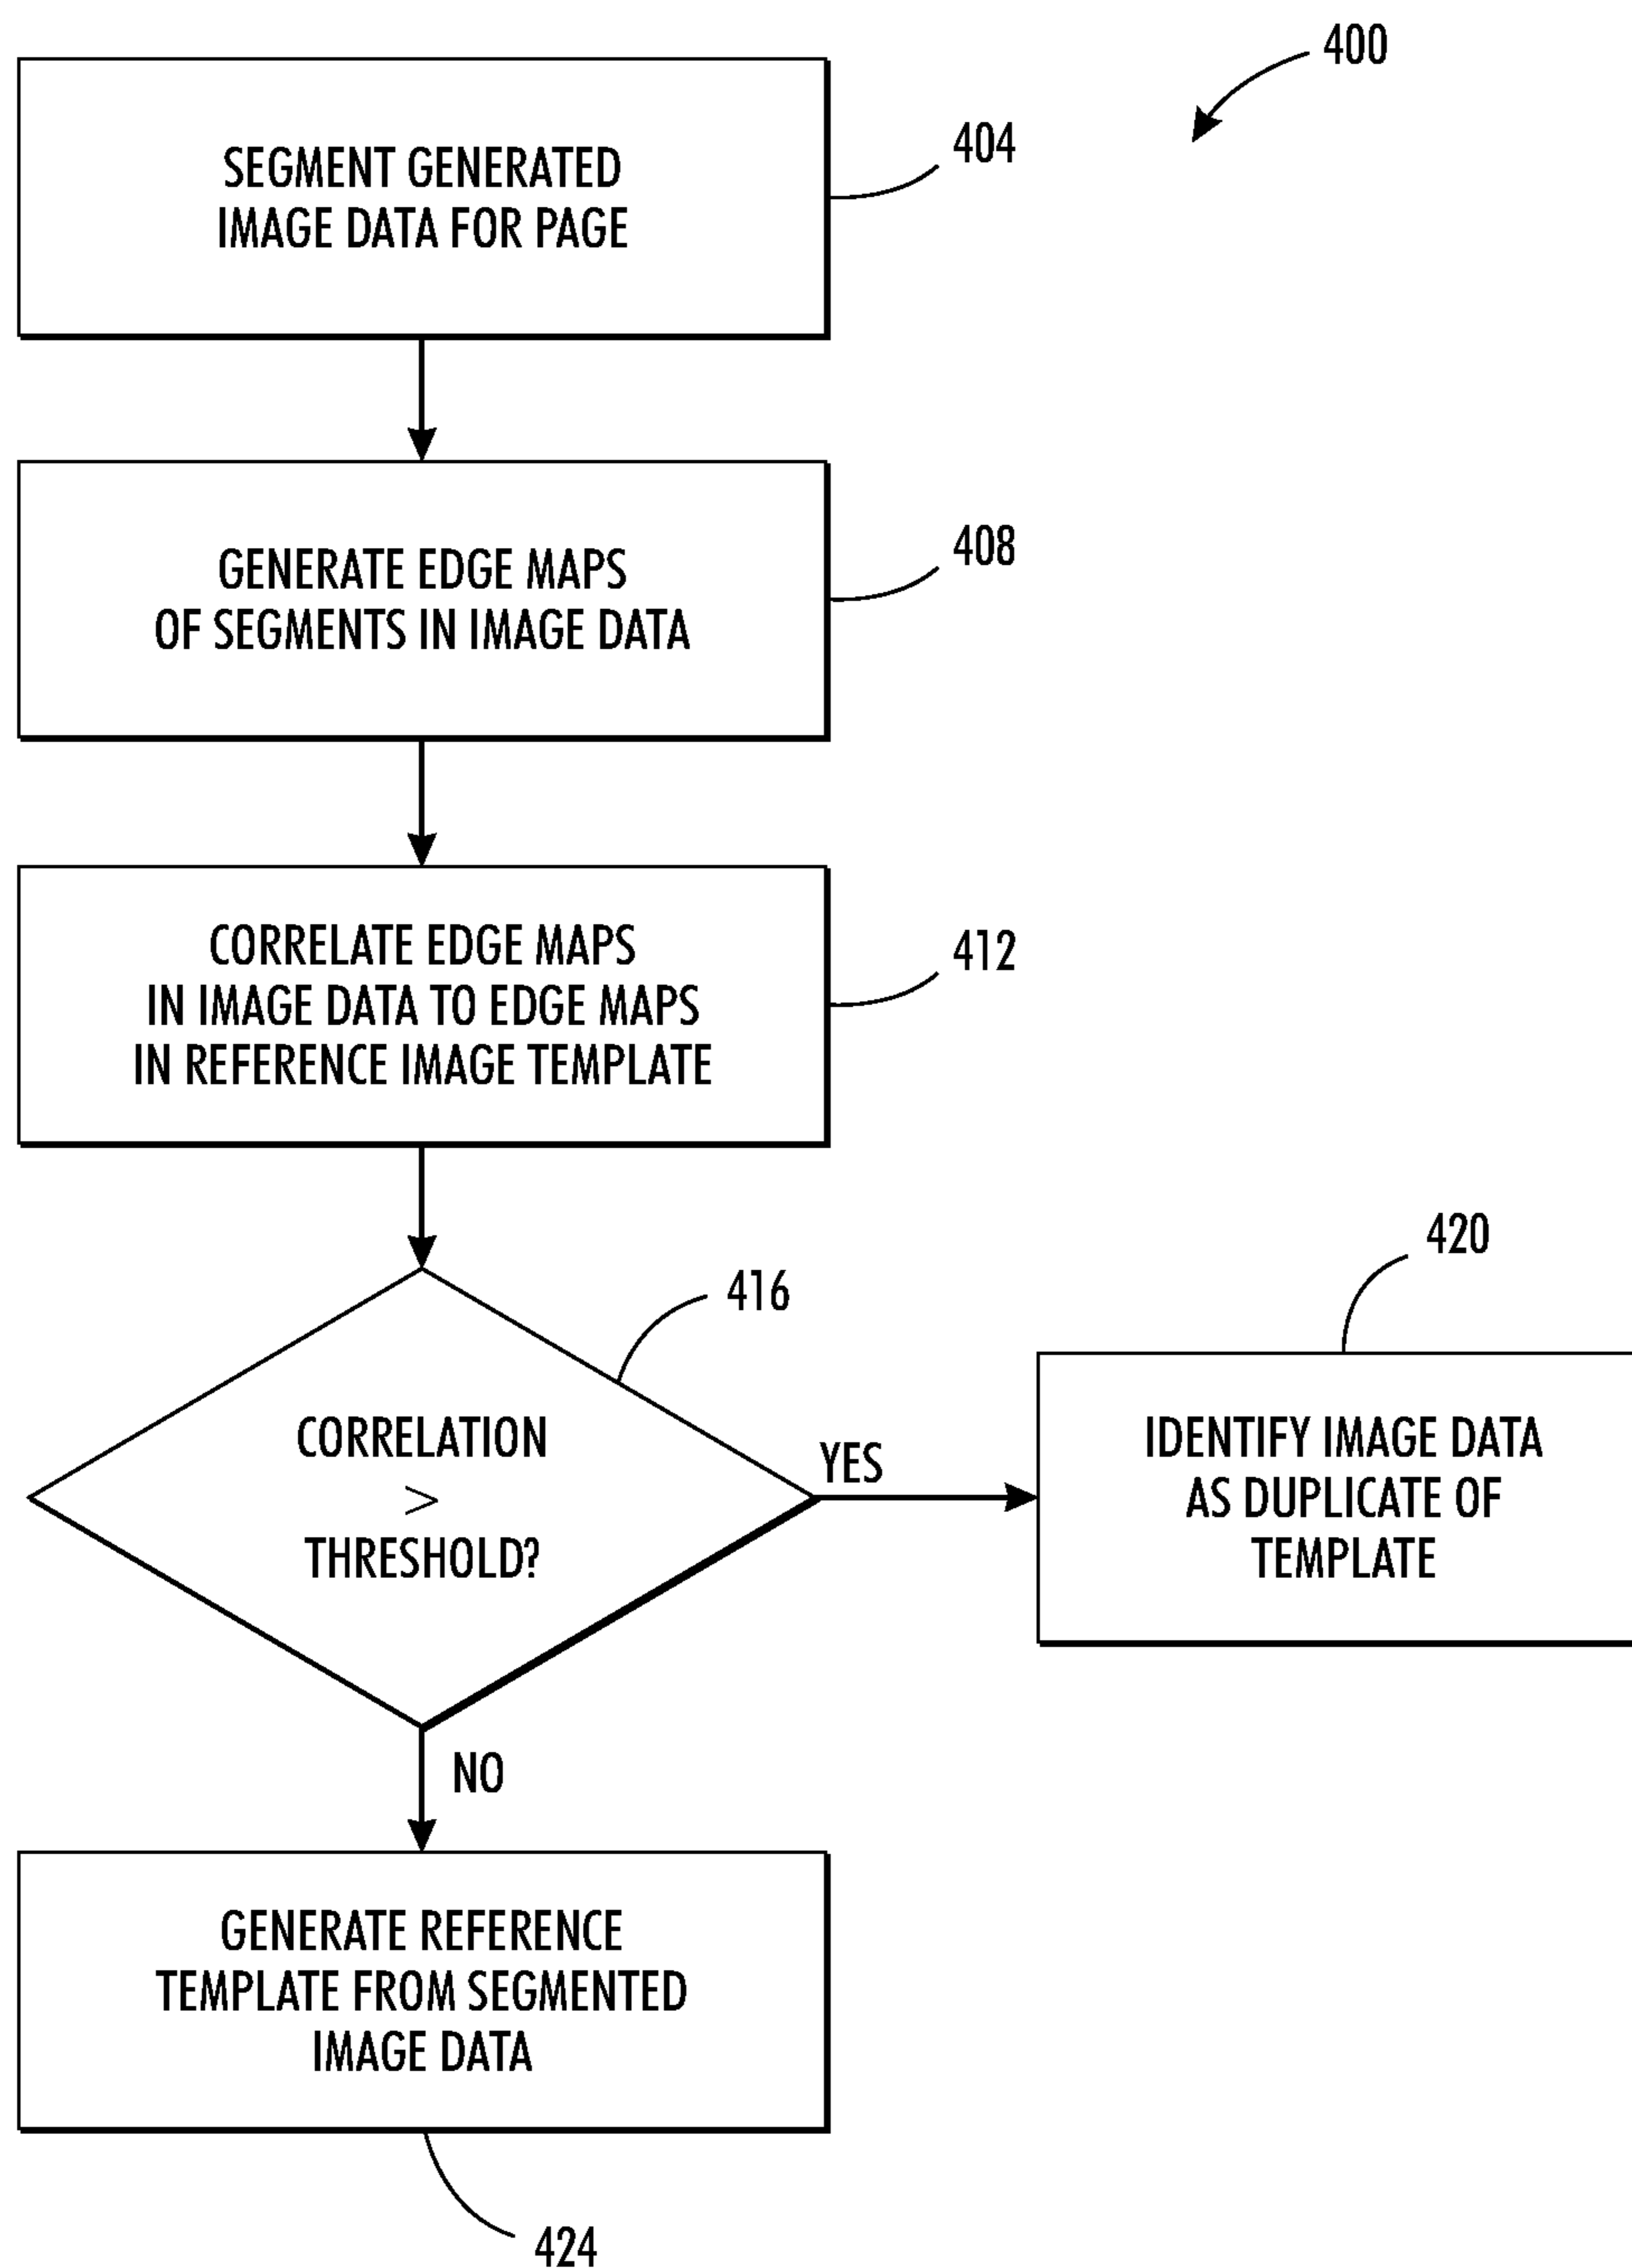 400
SEGMENT GENERATED
IMAGE DATA FOR PAGE
404
GENERATE EDGE MAPS
OF SEGMENTS IN IMAGE DATA
408
CORRELATE EDGE MAPS
IN IMAGE DATA TO EDGE MAPS
IN REFERENCE IMAGE TEMPLATE
412
CORRELATION
>
THRESHOLD?
416
YES
420
IDENTIFY IMAGE DATA
AS DUPLICATE OF
TEMPLATE
NO
GENERATE REFERENCE
TEMPLATE FROM SEGMENTED
IMAGE DATA
424